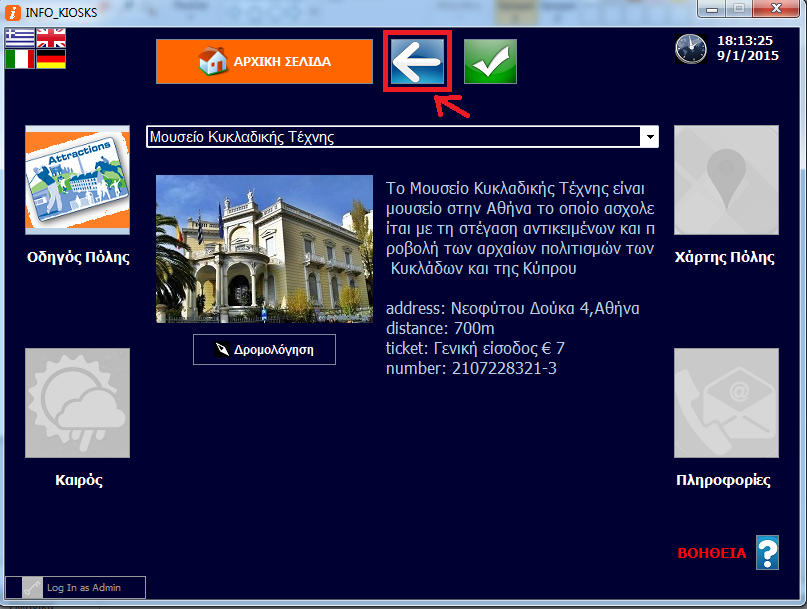 INFO_KIOSKS
ΑΡΧΙΚΗ ΣΕΛΙΔΑ
18:13:25
9/1/2015
Μουσείο Κυκλαδικής Τέχνης
Attractions
Οδηγός Πόλης
Το Μουσείο Κυκλαδικής Τέχνης είναι
μουσείο στην Αθήνα το οποίο ασχολε
ίται με τη στέγαση αντικειμένων και π
ροβολή των αρχαίων πολιτισμών των
Κυκλάδων και της Κύπρου
address: Νεοφύτου Δούκα 4,Αθήνα
distance: 700m
ticket: Γενική είσοδος € 7
number: 2107228321-3
Δρομολόγηση
Χάρτης Πόλης
Καιρός
Πληροφορίες
ΒΟΗΘΕΙΑ ?
Log In as Admin